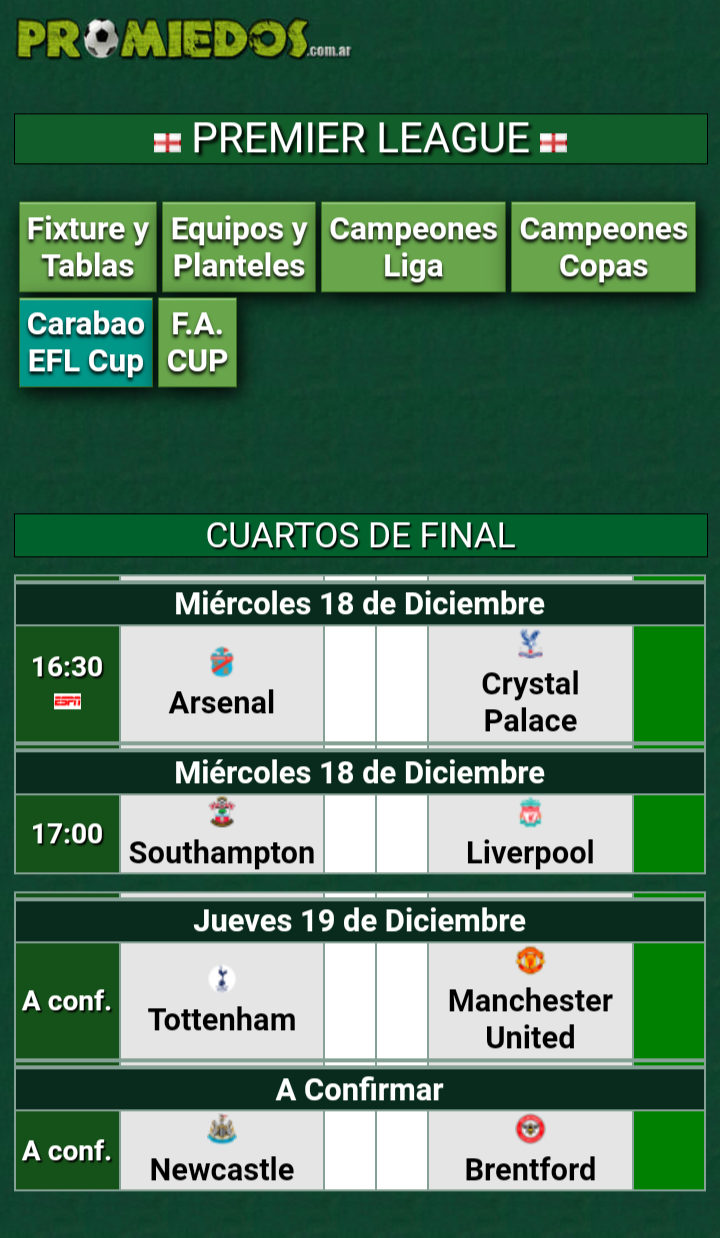 PROMIEDOS.com.ar
PREMIER LEAGUE
Fixture y
Tablas
Equipos y
Planteles
Campeones
Liga
Campeones
Copas
Carabao
EFL Cup
F.A.
CUP
CUARTOS DE FINAL
Miércoles 18 de Diciembre
16:30
ESPN
Arsenal
Crystal
Palace
Miércoles 18 de Diciembre
17:00
Southampton
Liverpool
Jueves 19 de Diciembre
A conf.
Tottenham
Manchester
United
A Confirmar
A conf.
Newcastle
Brentford